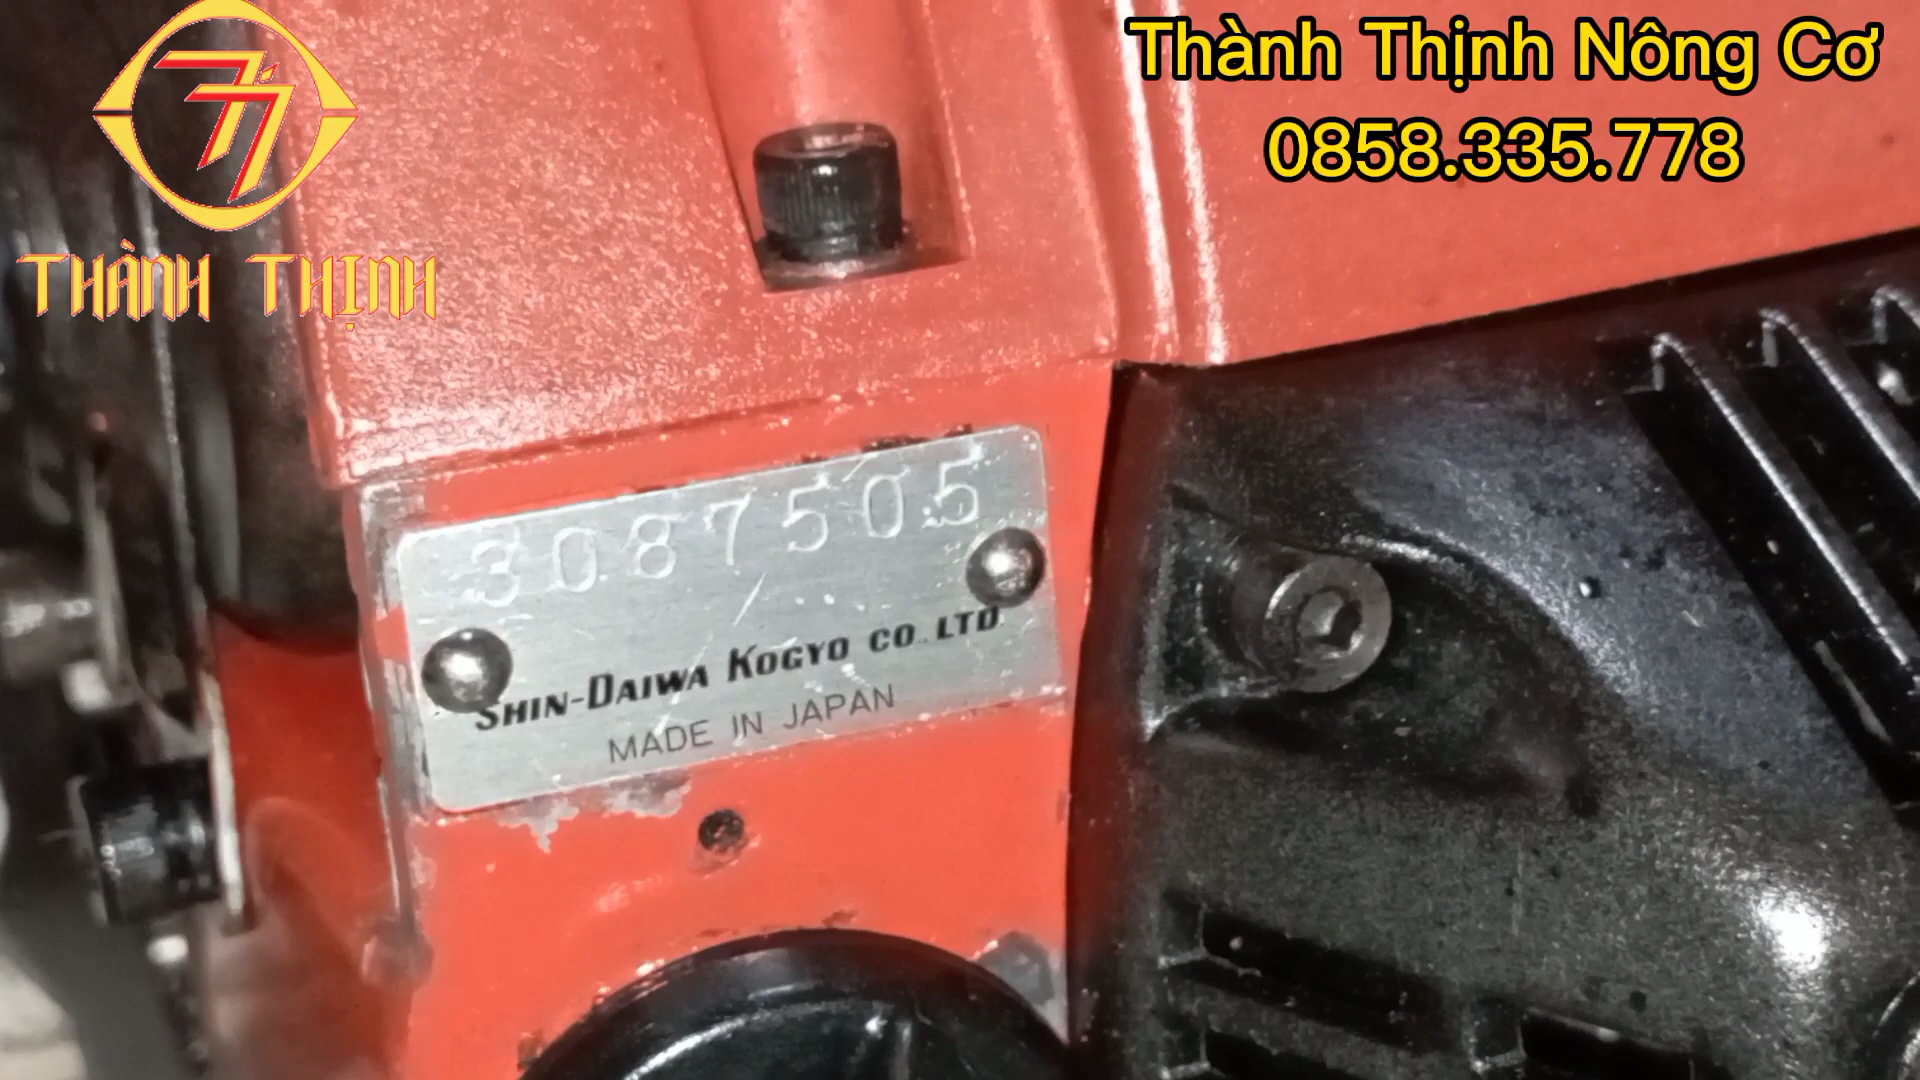 THÀNH THỊNH
Thành Thịnh Nông Cơ
0858.335.778
3087505
SHIN-DAIWA KOGYO CO., LTD.
MADE IN JAPAN